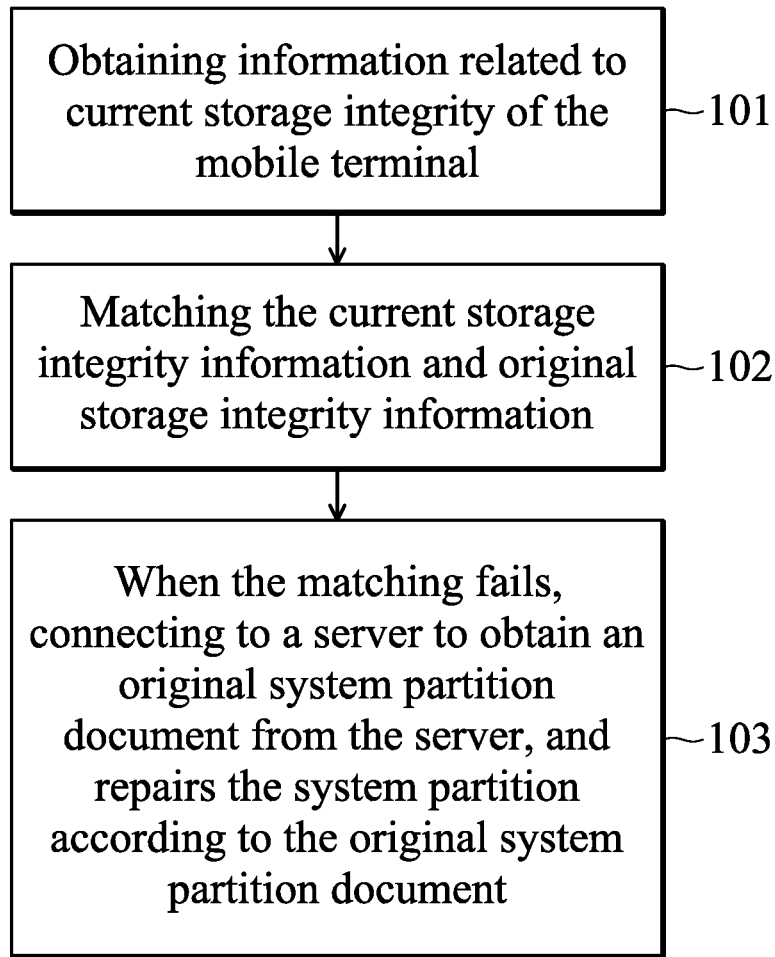 Obtaining information related to
current storage integrity of the
mobile terminal
101
Matching the current storage
integrity information and original
storage integrity information
102
When the matching fails,
connecting to a server to obtain an
original system partition
document from the server, and
repairs the system partition
according to the original system
partition document
103